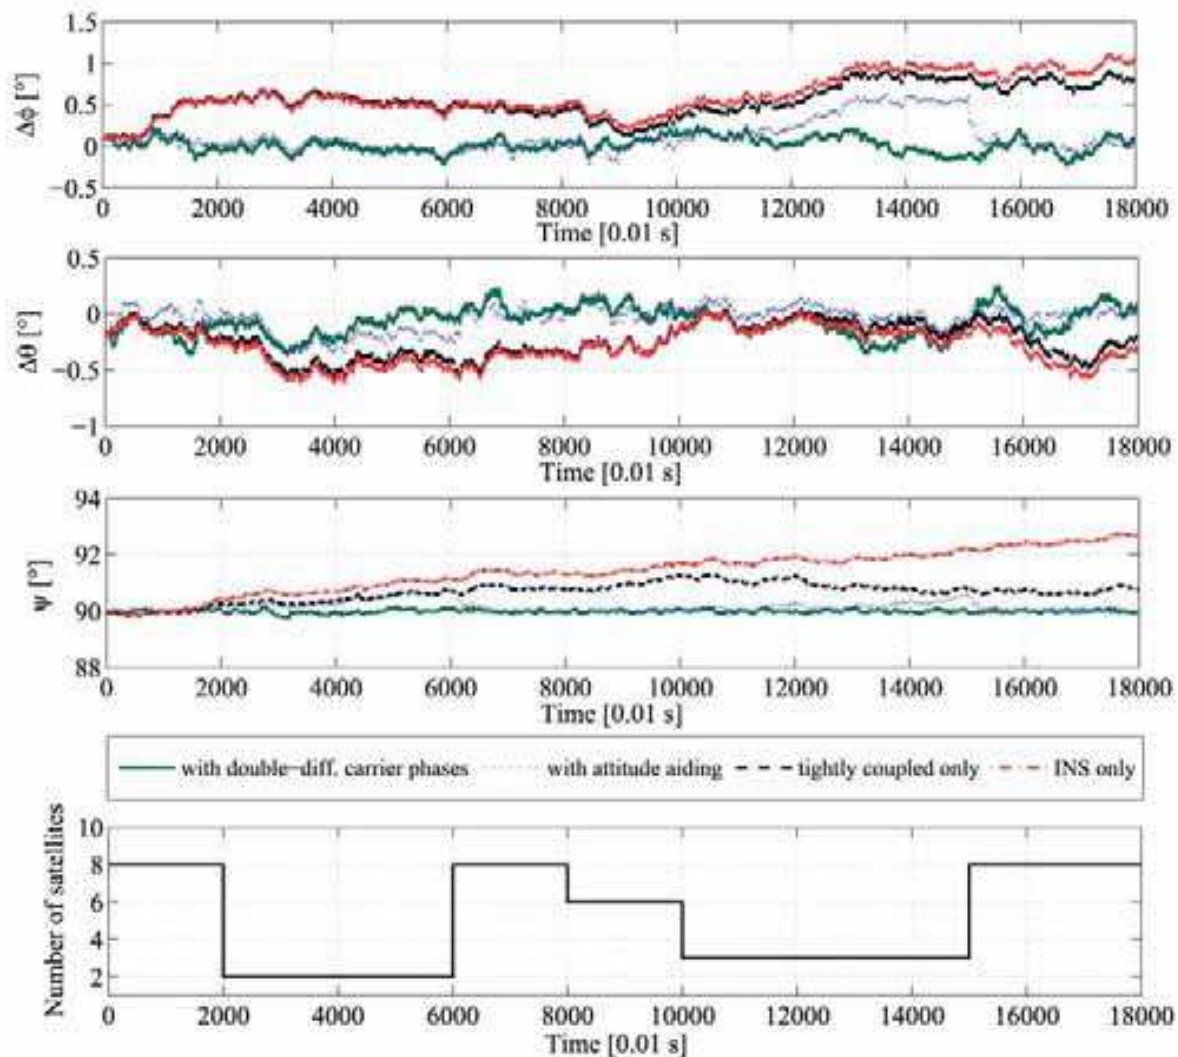 1.5
1
0.5
0
−0.5
Δϕ [°]
0 2000 4000 6000 8000 10000 12000 14000 16000 18000
Time [0.01 s]
0.5
0
−0.5
−1
Δθ [°]
0 2000 4000 6000 8000 10000 12000 14000 16000 18000
Time [0.01 s]
94
92
90
88
ψ [°]
0 2000 4000 6000 8000 10000 12000 14000 16000 18000
Time [0.01 s]
with double−diff. carrier phases with attitude aiding tightly coupled only INS only
10
8
6
4
2
Number of satellites
0 2000 4000 6000 8000 10000 12000 14000 16000 18000
Time [0.01 s]